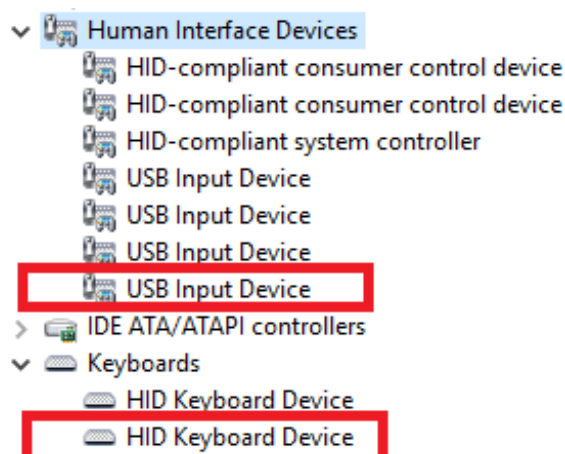 Human Interface Devices
HID-compliant consumer control device
HID-compliant consumer control device
HID-compliant system controller
USB Input Device
USB Input Device
USB Input Device
USB Input Device
IDE ATA/ATAPI controllers
Keyboards
HID Keyboard Device
HID Keyboard Device